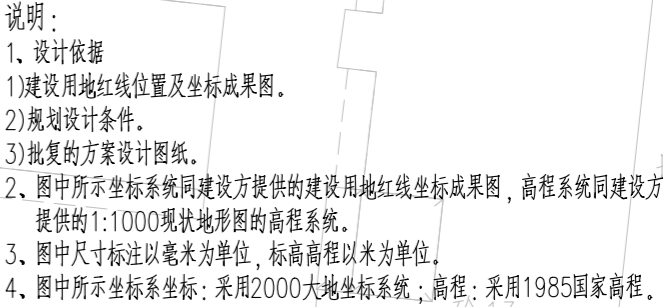 说明：
1、设计依据
1)建设用地红线位置及坐标成果图。
2)规划设计条件。
3)批复的方案设计图纸。
2、图中所示坐标系统同建设方提供的建设用地红线坐标成果图，高程系统同建设方
提供的1:1000现状地形图的高程系统。
3、图中尺寸标注以毫米为单位，标高高程以米为单位。
4、图中所示坐标系坐标：采用2000大地坐标系统；高程：采用1985国家高程。